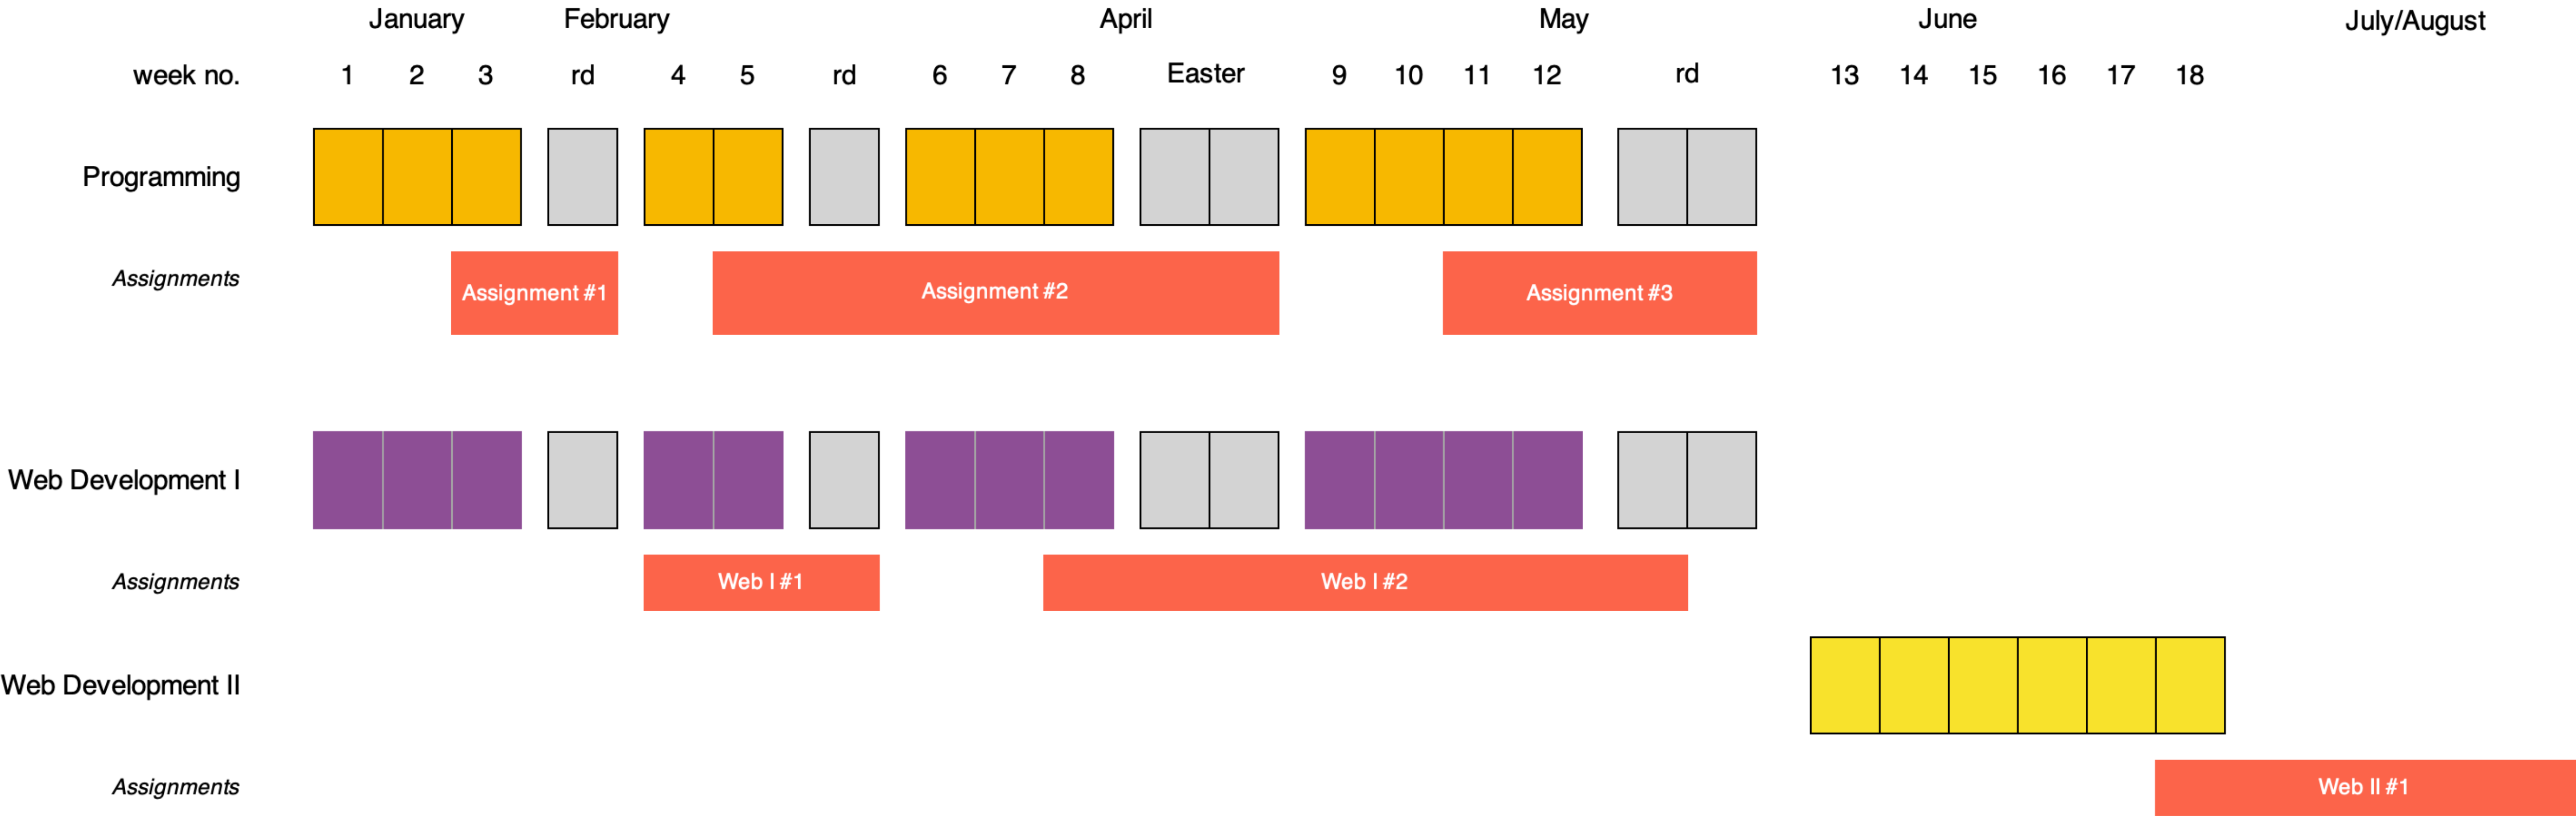 January February April May June July/August
week no. 1 2 3 rd 4 5 rd 6 7 8 Easter 9 10 11 12 rd 13 14 15 16 17 18
Programming
Assignments Assignment #1 Assignment #2 Assignment #3
Web Development I
Assignments Web I #1 Web I #2
Web Development II
Assignments Web II #1